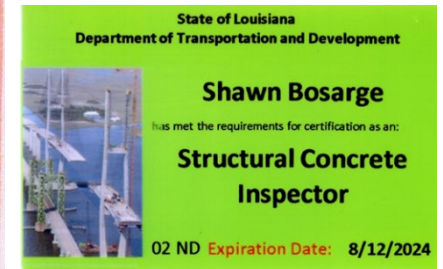 State of Louisiana
Department of Transportation and Development
Shawn Bosarge
has met the requirements for certification as an:
Structural Concrete
Inspector
02 ND Expiration Date: 8/12/2024